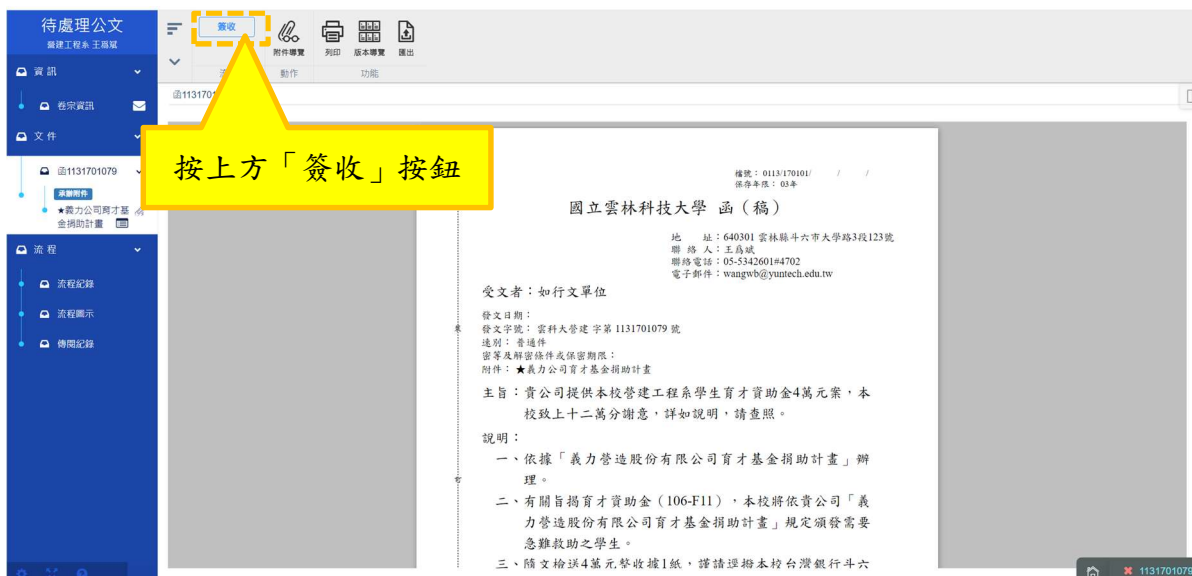 待處理公文
營建工程系 王爲斌
資訊
卷宗資訊
文件
函1131701079
承辦附件
★義力公司育才基
金捐助計畫
流程
流程紀錄
流程圖示
傳閱紀錄
簽收
附件導覽
列印
版本導覽
匯出
動作
功能
按上方「簽收」按鈕
檔號：0113/170101/ / /
保存年限：03年
國立雲林科技大學 函（稿）
地 址：640301 雲林縣斗六市大學路3段123號
聯 絡 人：王爲斌
聯絡電話：05-5342601#4702
電子郵件：wangwb@yuntech.edu.tw
受文者：如行文單位
發文日期：
發文字號：雲科大營建 字第 1131701079 號
速別：普通件
密等及解密條件或保密期限：
附件：★義力公司育才基金捐助計畫
主旨：貴公司提供本校營建工程系學生育才資助金4萬元案，本
校致上十二萬分謝意，詳如說明，請查照。
說明：
一、依據「義力營造股份有限公司育才基金捐助計畫」辦
理。
二、有關旨揭育才資助金（106-F11），本校將依貴公司「義
力營造股份有限公司育才基金捐助計畫」規定頒發需要
急難救助之學生。
三、隨文檢送4萬元整收據1紙，謹請逕撥本校台灣銀行斗六
1131701079